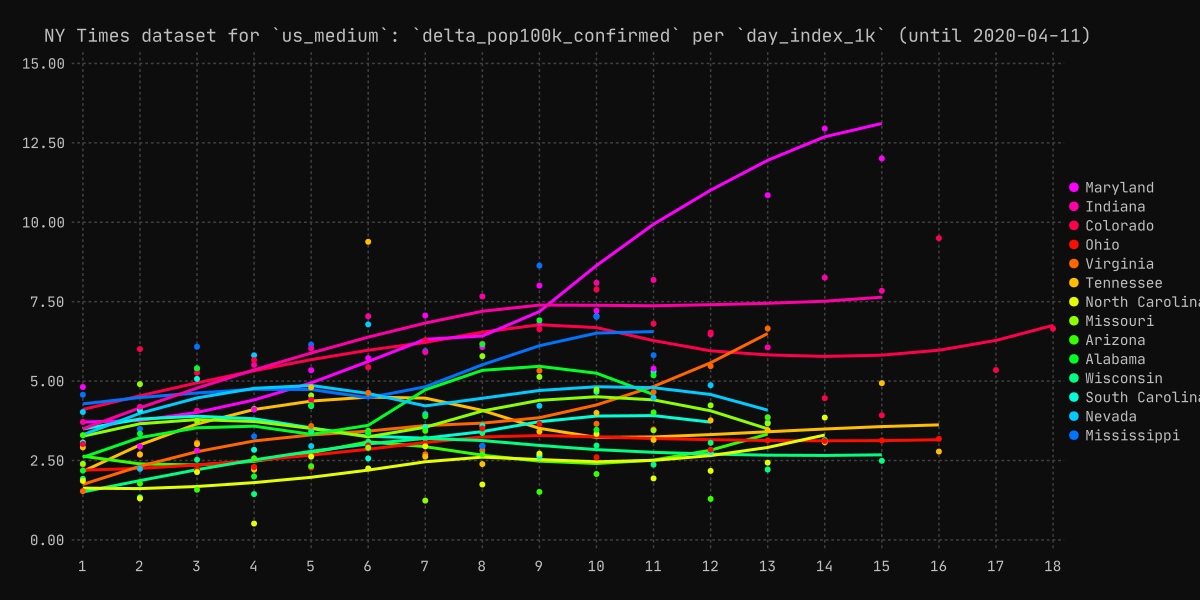 NY Times dataset for `us_medium`: `delta_pop100k_confirmed` per `day_index_1k` (until 2020-04-11)
15.00
12.50
10.00
7.50
5.00
2.50
0.00
1 2 3 4 5 6 7 8 9 10 11 12 13 14 15 16 17 18
Maryland
Indiana
Colorado
Ohio
Virginia
Tennessee
North Carolina
Missouri
Arizona
Alabama
Wisconsin
South Carolina
Nevada
Mississippi